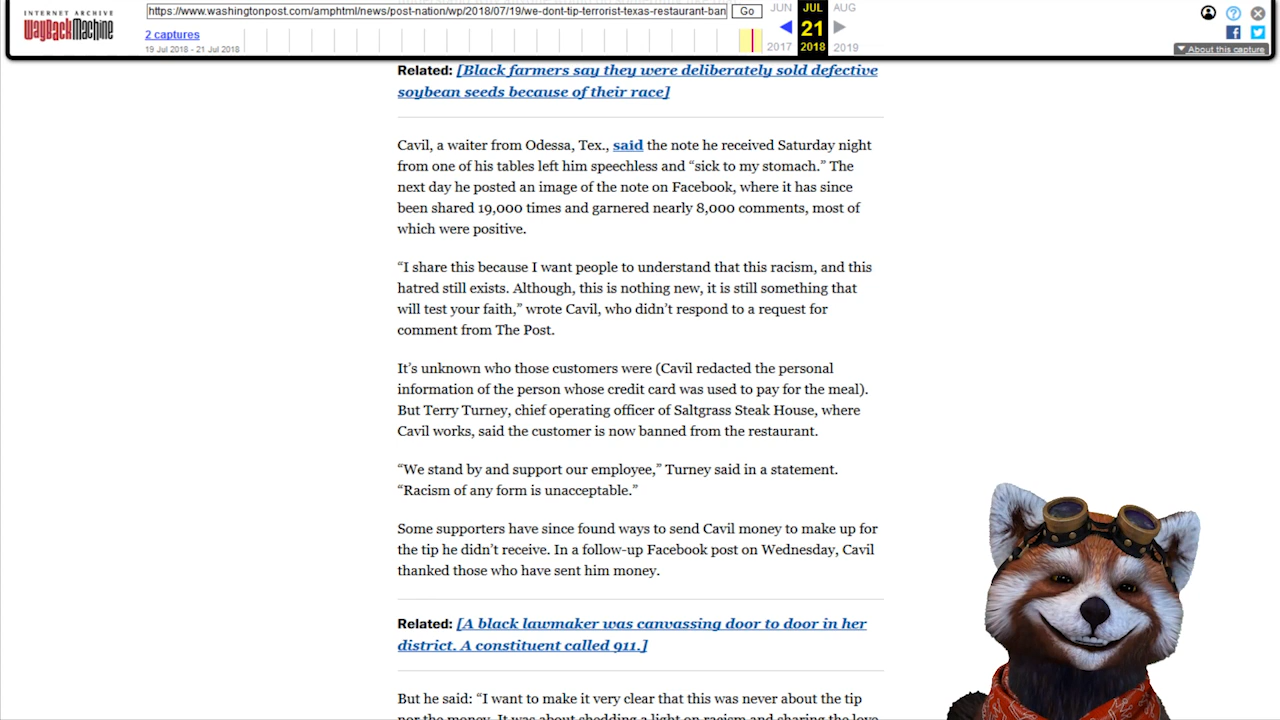 INTERNET ARCHIVE
WayBackMachine
https://www.washingtonpost.com/amphtml/news/post-nation/wp/2018/07/19/we-dont-tip-terrorist-texas-restaurant-ban
Go
JUN
JUL
AUG
2 captures
21
19 Jul 2018 - 21 Jul 2018
2017
2018
2019
About this capture
Related: [Black farmers say they were deliberately sold defective
soybean seeds because of their race]
Cavil, a waiter from Odessa, Tex., said the note he received Saturday night
from one of his tables left him speechless and “sick to my stomach.” The
next day he posted an image of the note on Facebook, where it has since
been shared 19,000 times and garnered nearly 8,000 comments, most of
which were positive.
“I share this because I want people to understand that this racism, and this
hatred still exists. Although, this is nothing new, it is still something that
will test your faith,” wrote Cavil, who didn’t respond to a request for
comment from The Post.
It’s unknown who those customers were (Cavil redacted the personal
information of the person whose credit card was used to pay for the meal).
But Terry Turney, chief operating officer of Saltgrass Steak House, where
Cavil works, said the customer is now banned from the restaurant.
“We stand by and support our employee,” Turney said in a statement.
“Racism of any form is unacceptable.”
Some supporters have since found ways to send Cavil money to make up for
the tip he didn’t receive. In a follow-up Facebook post on Wednesday, Cavil
thanked those who have sent him money.
Related: [A black lawmaker was canvassing door to door in her
district. A constituent called 911.]
But he said: “I want to make it very clear that this was never about the tip
nor the money. It was about shedding a light on racism and sharing the love